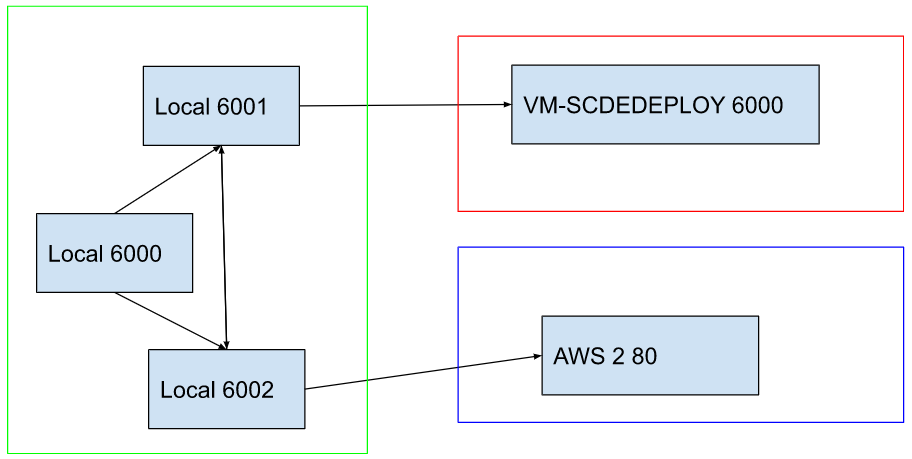 Local 6001
VM-SCDEDEPLOY 6000
Local 6000
Local 6002
AWS 2 80